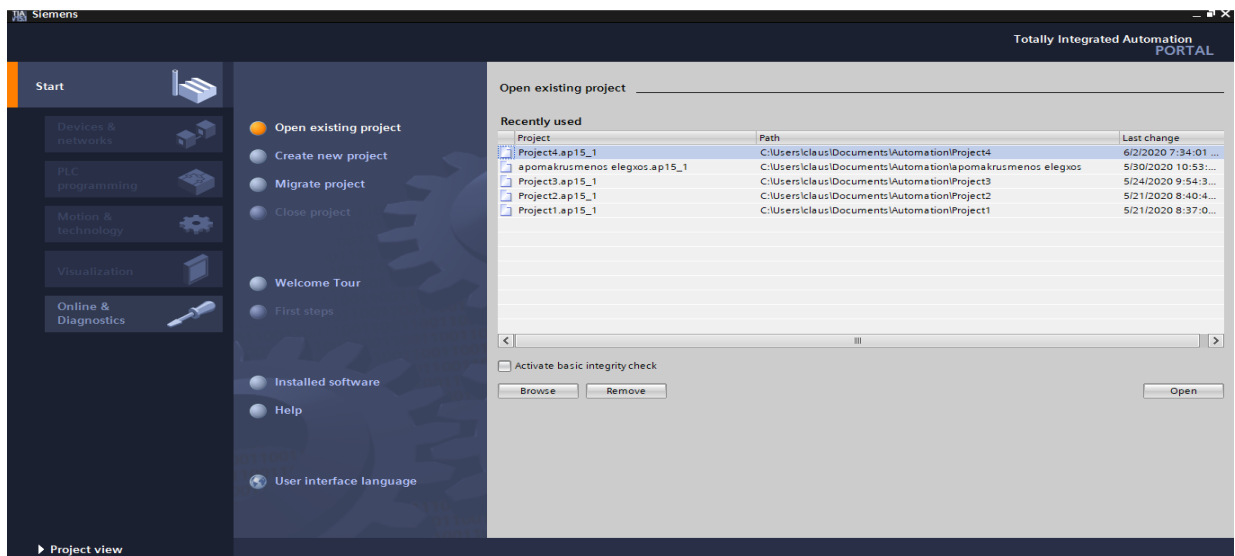 Siemens
Totally Integrated Automation
PORTAL
Start
Devices &
networks
PLC
programming
Motion &
technology
Visualization
Online &
Diagnostics
Project view
Open existing project
Create new project
Migrate project
Close project
Welcome Tour
First steps
Installed software
Help
User interface language
Open existing project
Recently used
Project Path Last change
Project4.ap15_1 C:\Users\claus\Documents\Automation\Project4 6/2/2020 7:34:01 ...
apomakrusmenos elegxos.ap15_1 C:\Users\claus\Documents\Automation\apomakrusmenos elegxos 5/30/2020 10:53:...
Project3.ap15_1 C:\Users\claus\Documents\Automation\Project3 5/24/2020 9:54:3...
Project2.ap15_1 C:\Users\claus\Documents\Automation\Project2 5/21/2020 8:40:4...
Project1.ap15_1 C:\Users\claus\Documents\Automation\Project1 5/21/2020 8:37:0...
Activate basic integrity check
Browse Remove Open